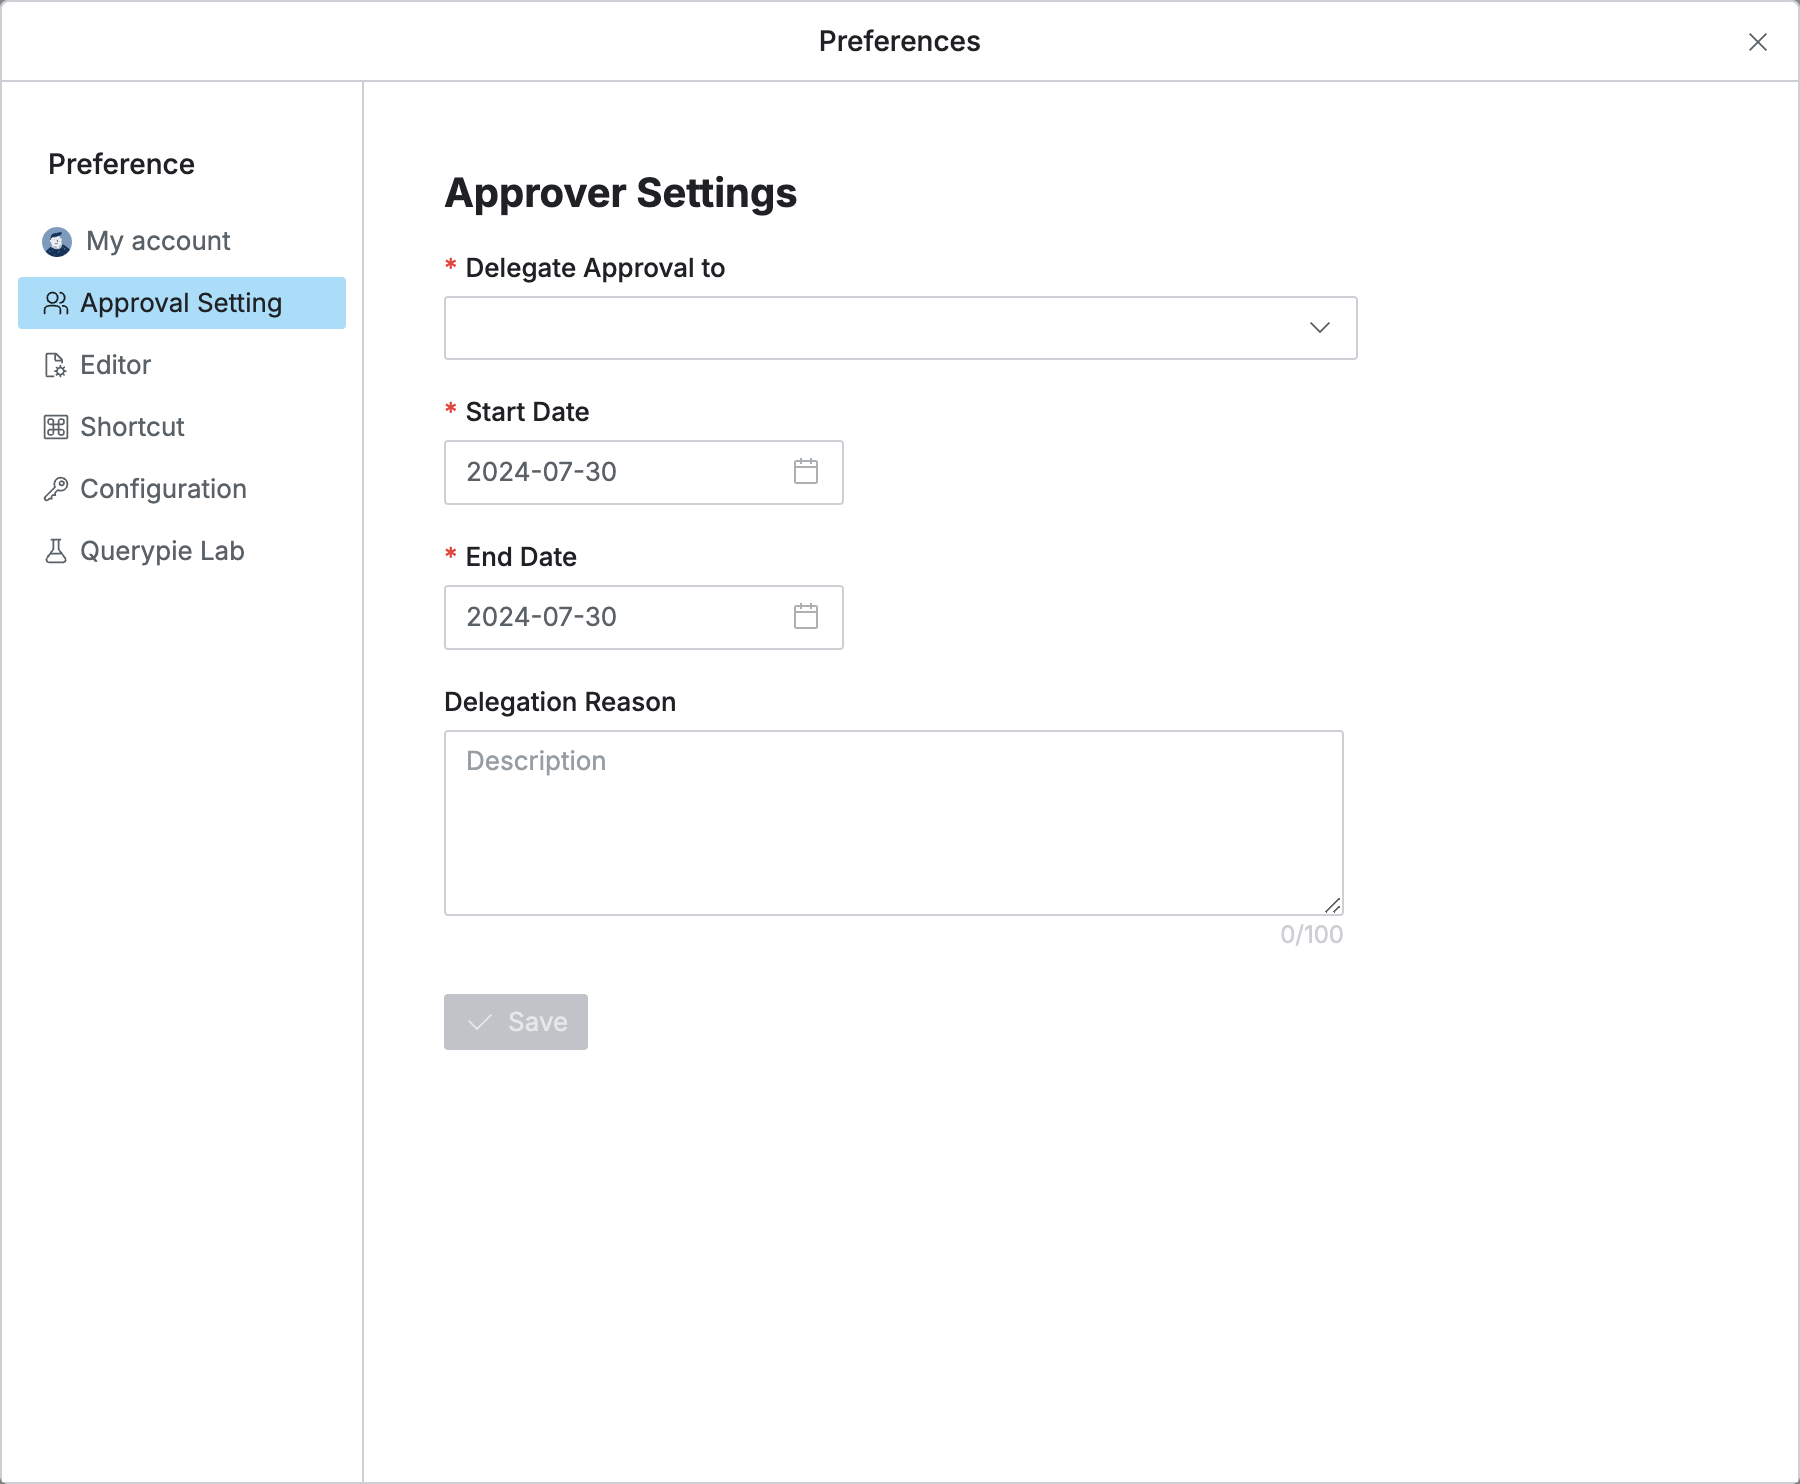 Preferences
Preference
My account
Approval Setting
Editor
Shortcut
Configuration
Querypie Lab
Approver Settings
* Delegate Approval to
* Start Date
2024-07-30
* End Date
2024-07-30
Delegation Reason
Description
0/100
Save